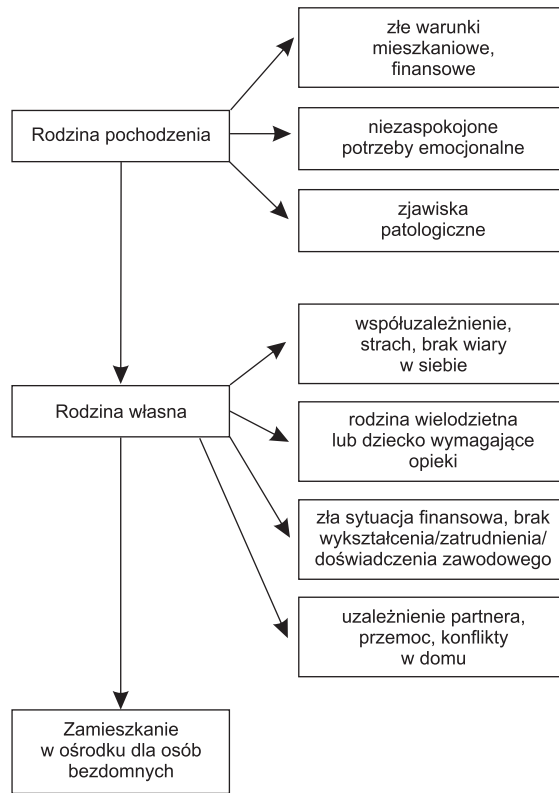 złe warunki
mieszkaniowe,
finansowe
Rodzina pochodzenia
niezaspokojone
potrzeby emocjonalne
zjawiska
patologiczne
współuzależnienie,
strach, brak wiary
w siebie
Rodzina własna
rodzina wielodzietna
lub dziecko wymagające
opieki
zła sytuacja finansowa, brak
wykształcenia/zatrudnienia/
doświadczenia zawodowego
uzależnienie partnera,
przemoc, konflikty
w domu
Zamieszkanie
w ośrodku dla osób
bezdomnych